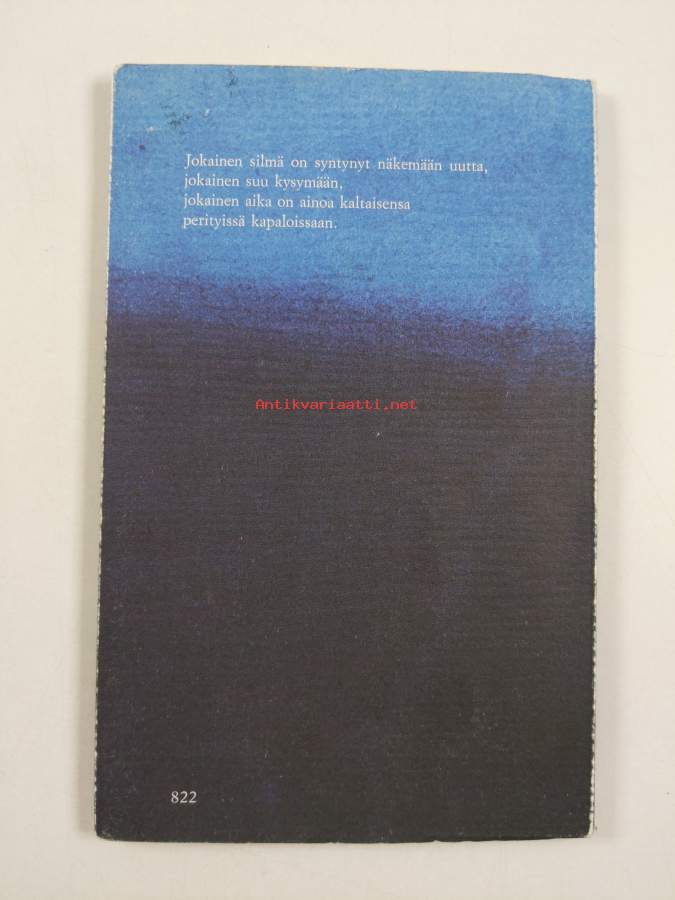 Jokainen silmä on syntynyt näkemään uutta,
jokainen suu kysymään,
jokainen aika on ainoa kaltaisensa
perityissä kapaloissaan.
Antikvariaatti.net
822